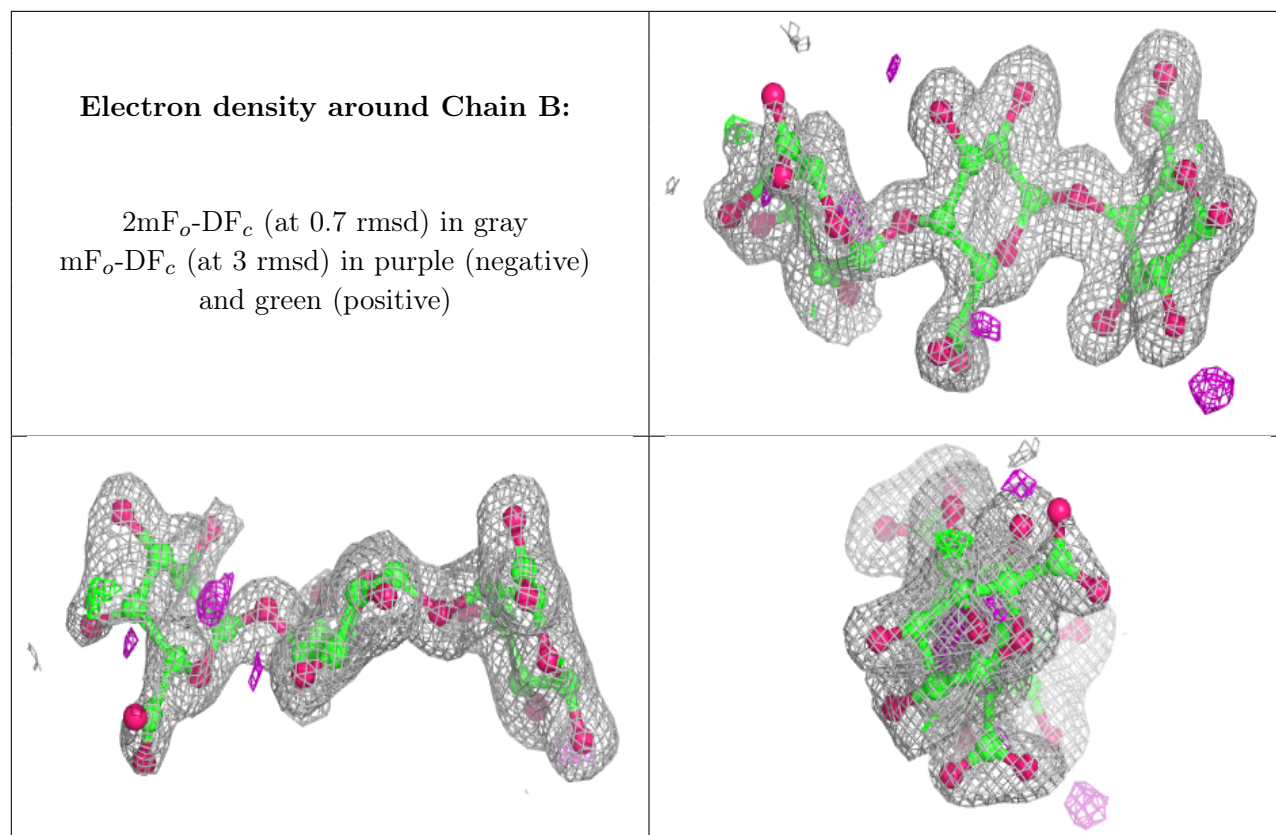 Electron density around Chain B:
2mFo-DFc (at 0.7 rmsd) in gray
mFo-DFc (at 3 rmsd) in purple (negative)
and green (positive)